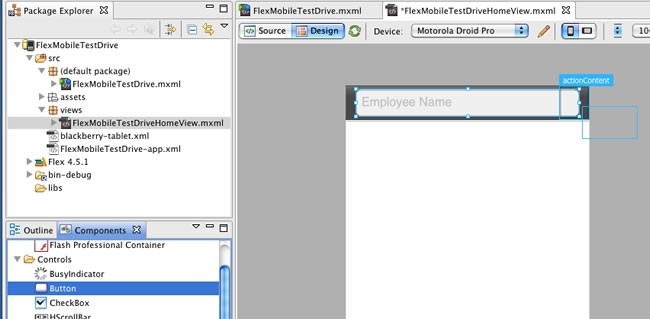 Package Explorer
FlexMobileTestDrive
src
(default package)
FlexMobileTestDrive.mxml
assets
views
FlexMobileTestDriveHomeView.mxml
blackberry-tablet.xml
FlexMobileTestDrive-app.xml
Flex 4.5.1
bin-debug
libs
Outline
Components
Flash Professional Container
Controls
BusyIndicator
Button
CheckBox
HScrollBar
FlexMobileTestDrive.mxml
*FlexMobileTestDriveHomeView.mxml
Source
Design
Device:
Motorola Droid Pro
actionContent
Employee Name